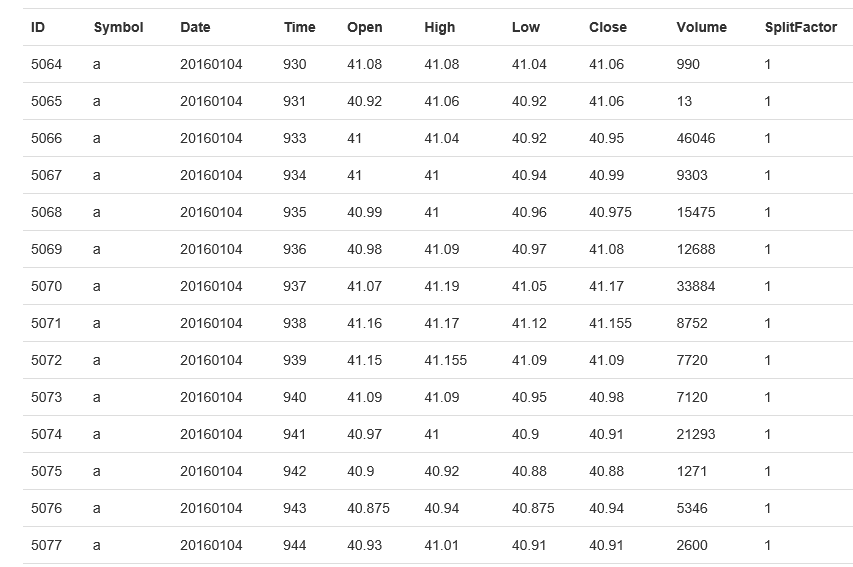 ID Symbol Date Time Open High Low Close Volume SplitFactor
5064 a 20160104 930 41.08 41.08 41.04 41.06 990 1
5065 a 20160104 931 40.92 41.06 40.92 41.06 13 1
5066 a 20160104 933 41 41.04 40.92 40.95 46046 1
5067 a 20160104 934 41 41 40.94 40.99 9303 1
5068 a 20160104 935 40.99 41 40.96 40.975 15475 1
5069 a 20160104 936 40.98 41.09 40.97 41.08 12688 1
5070 a 20160104 937 41.07 41.19 41.05 41.17 33884 1
5071 a 20160104 938 41.16 41.17 41.12 41.155 8752 1
5072 a 20160104 939 41.15 41.155 41.09 41.09 7720 1
5073 a 20160104 940 41.09 41.09 40.95 40.98 7120 1
5074 a 20160104 941 40.97 41 40.9 40.91 21293 1
5075 a 20160104 942 40.9 40.92 40.88 40.88 1271 1
5076 a 20160104 943 40.875 40.94 40.875 40.94 5346 1
5077 a 20160104 944 40.93 41.01 40.91 40.91 2600 1